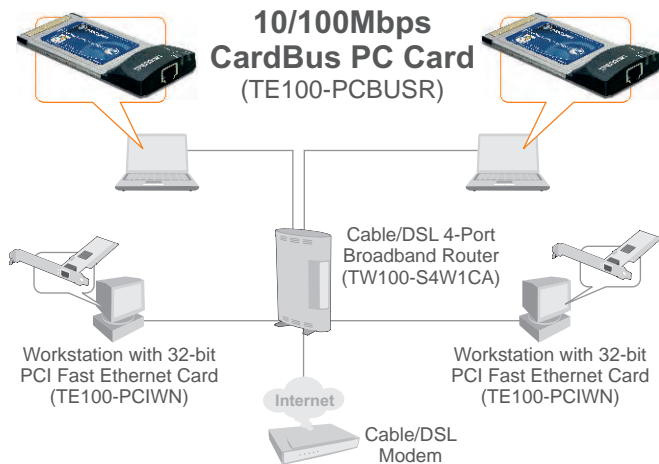 10/100Mbps
CardBus PC Card
(TE100-PCBUSR)
Cable/DSL 4-Port
Broadband Router
(TW100-S4W1CA)
Workstation with 32-bit
PCI Fast Ethernet Card
(TE100-PCIWN)
Workstation with 32-bit
PCI Fast Ethernet Card
(TE100-PCIWN)
Internet
Cable/DSL
Modem